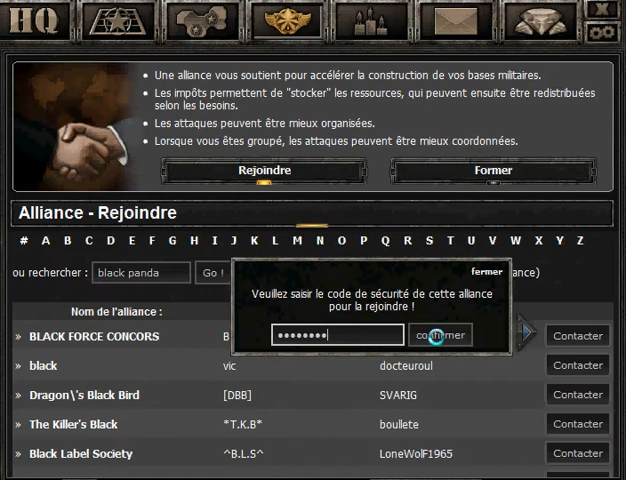 HQ
X
Une alliance vous soutient pour accélérer la construction de vos bases militaires.
Les impôts permettent de "stocker" les ressources, qui peuvent ensuite être redistribuées
selon les besoins.
Les attaques peuvent être mieux organisées.
Lorsque vous êtes groupé, les attaques peuvent être mieux coordonnées.
Rejoindre Former
Alliance - Rejoindre
# A B C D E F G H I J K L M N O P Q R S T U V W X Y Z
fermer
ou rechercher : black panda Go ! ance)
Veuillez saisir le code de sécurité de cette alliance
pour la rejoindre !
Nom de l'alliance :
•••••••• confirmer
» BLACK FORCE CONCORS B Contacter
» black vic docteuroul Contacter
» Dragon\'s Black Bird [DBB] SVARIG Contacter
» The Killer's Black *T.K.B* boullete Contacter
» Black Label Society ^B.L.S^ LoneWolF1965 Contacter